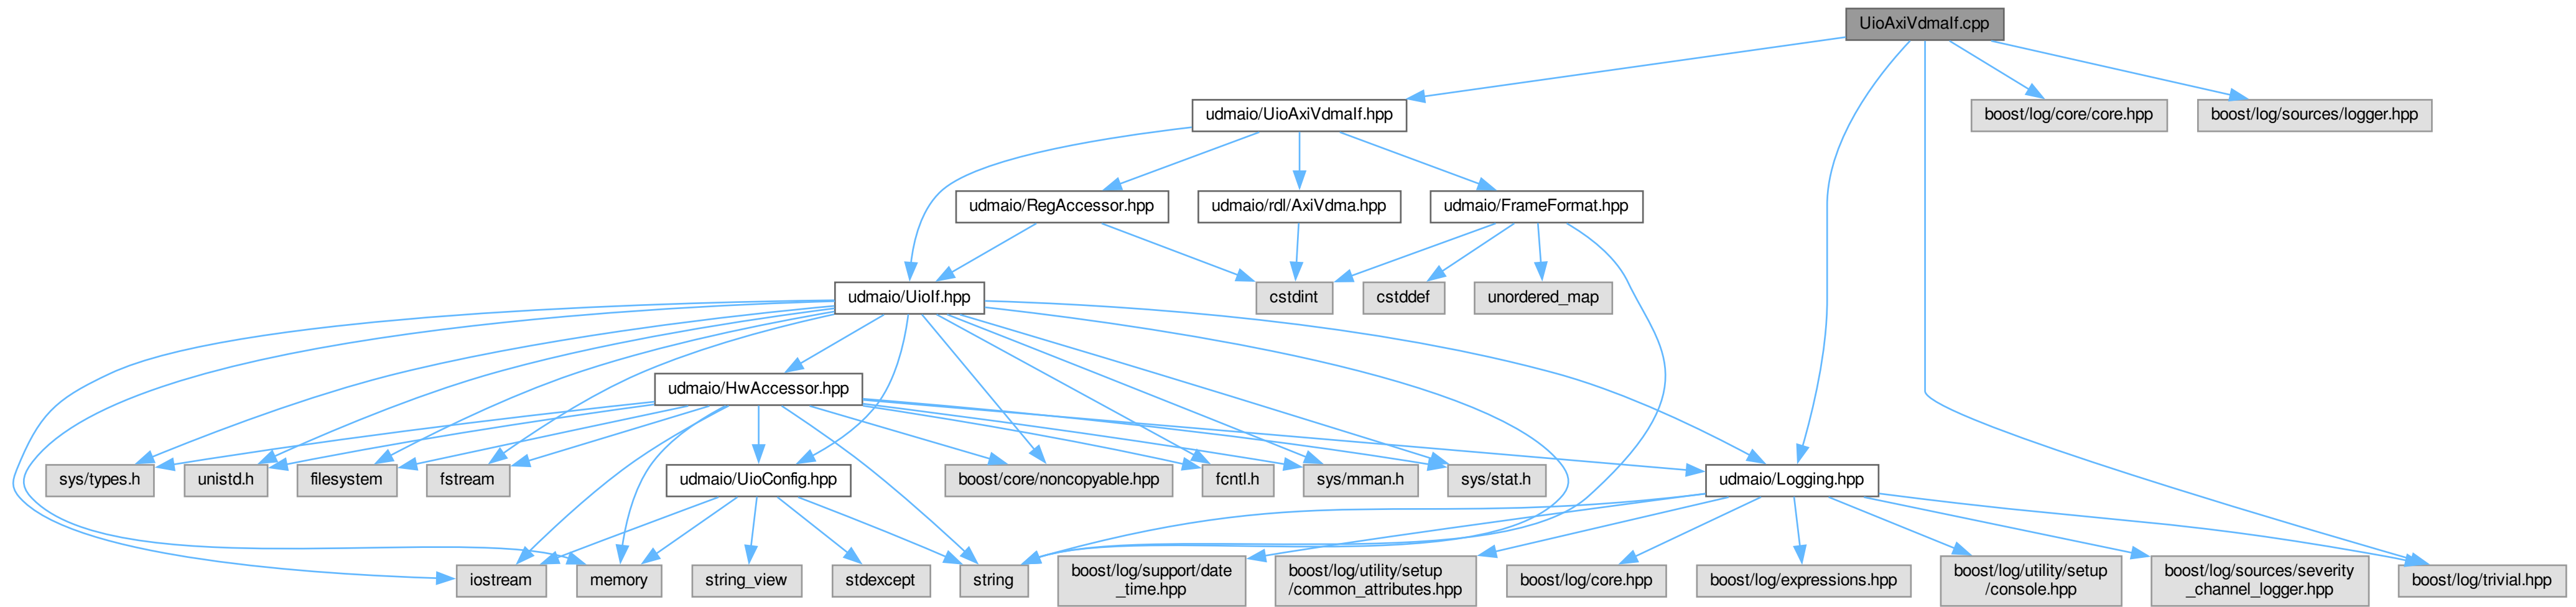 UioAxiVdmaIf.cpp
udmaio/UioAxiVdmaIf.hpp
boost/log/core/core.hpp
boost/log/sources/logger.hpp
udmaio/RegAccessor.hpp
udmaio/rdl/AxiVdma.hpp
udmaio/FrameFormat.hpp
udmaio/UioIf.hpp
cstdint
cstddef
unordered_map
udmaio/HwAccessor.hpp
sys/types.h
unistd.h
filesystem
fstream
udmaio/UioConfig.hpp
boost/core/noncopyable.hpp
fcntl.h
sys/mman.h
sys/stat.h
udmaio/Logging.hpp
iostream
memory
string_view
stdexcept
string
boost/log/support/date
_time.hpp
boost/log/utility/setup
/common_attributes.hpp
boost/log/core.hpp
boost/log/expressions.hpp
boost/log/utility/setup
/console.hpp
boost/log/sources/severity
_channel_logger.hpp
boost/log/trivial.hpp